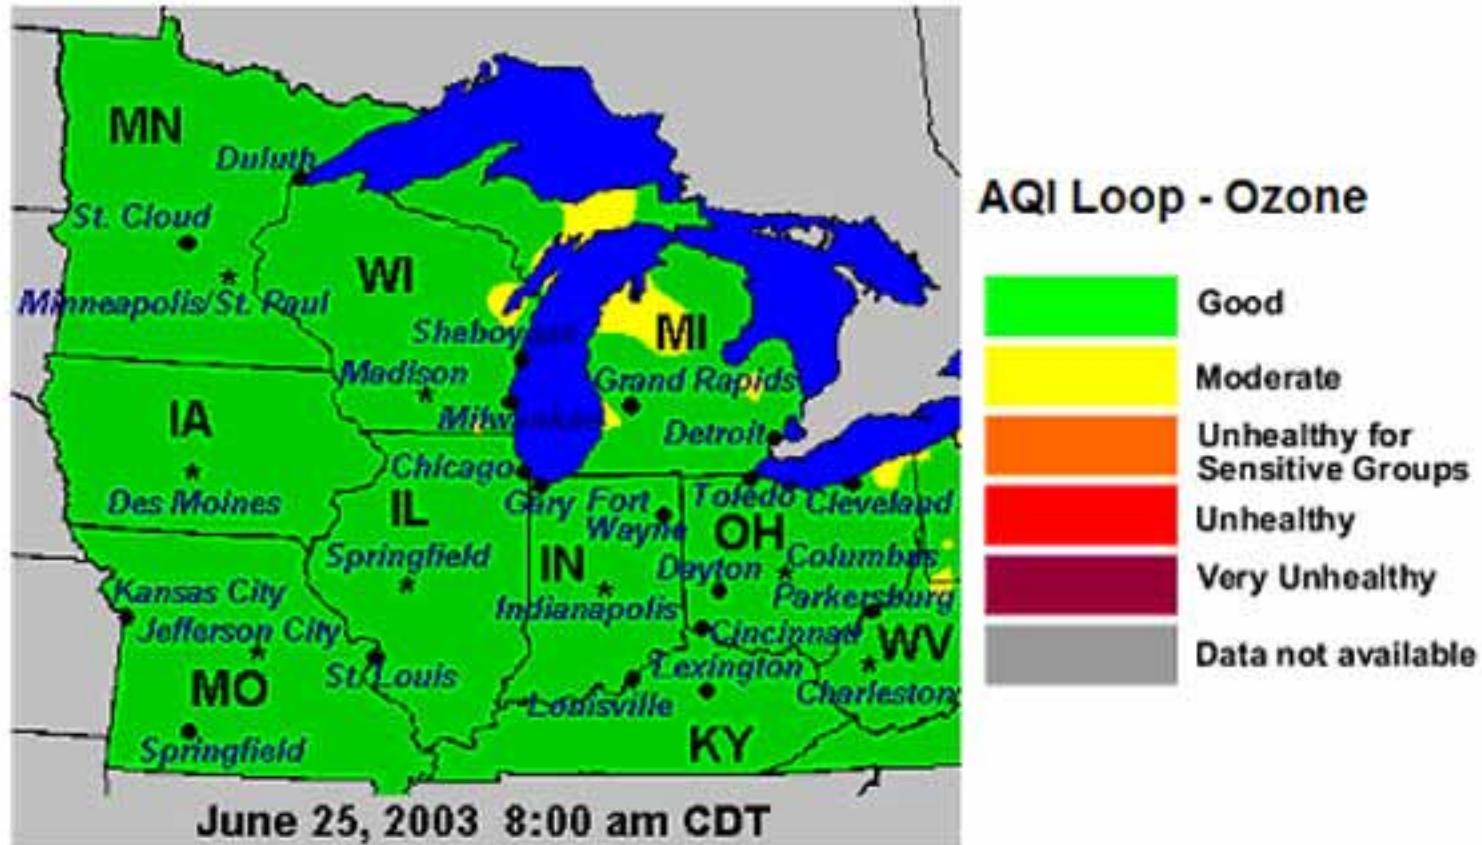 MN
Duluth
St. Cloud
WI
Minneapolis/St. Paul
MI
Madison
Grand Rapids
IA
Detroit
Chicago
Des Moines
Gary Fort
Wayne
Toledo Cleveland
IL
OH
Springfield
IN
Columbus
Dayton
Kansas City
Indianapolis
Parkersburg
Jefferson City
Cincinnati
WV
Lexington
St. Louis
Charleston
MO
Louisville
KY
Springfield
June 25, 2003 8:00 am CDT
AQI Loop - Ozone
Good
Moderate
Unhealthy for
Sensitive Groups
Unhealthy
Very Unhealthy
Data not available